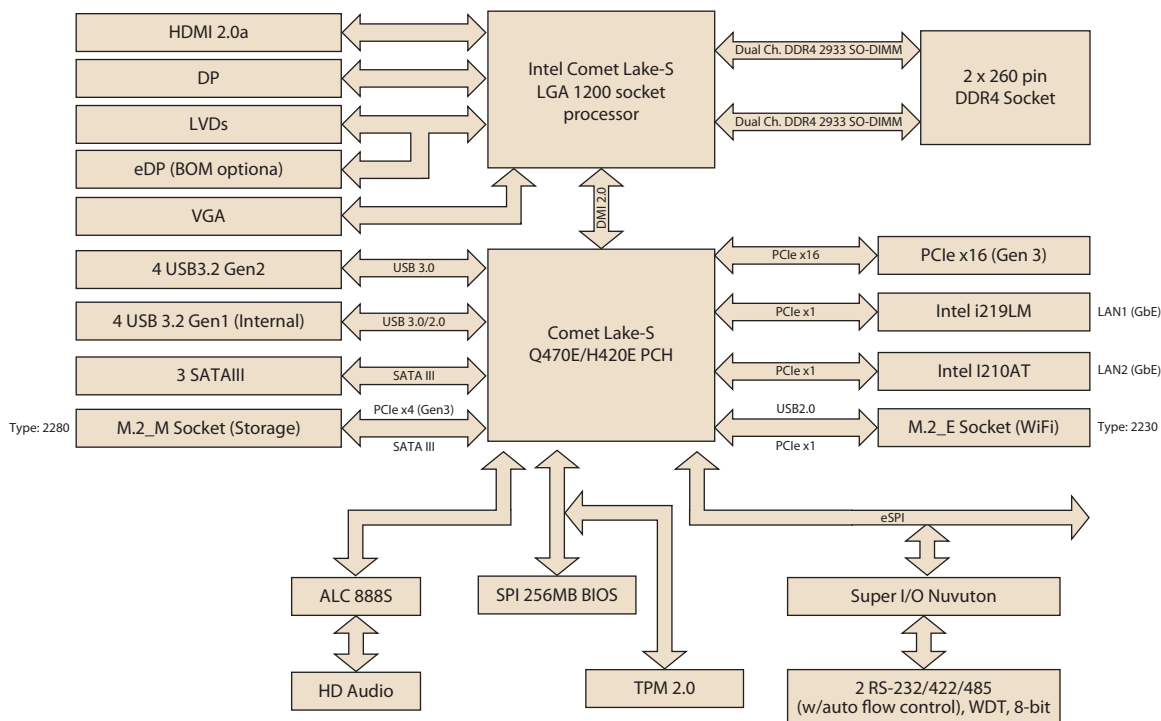 HDMI 2.0a
DP
LVDs
eDP (BOM optiona)
VGA
Intel Comet Lake-S
LGA 1200 socket
processor
Dual Ch. DDR4 2933 SO-DIMM
Dual Ch. DDR4 2933 SO-DIMM
2 x 260 pin
DDR4 Socket
DMI 2.0
4 USB3.2 Gen2
USB 3.0
4 USB 3.2 Gen1 (Internal)
USB 3.0/2.0
3 SATAIII
SATA III
Type: 2280
M.2_M Socket (Storage)
PCIe x4 (Gen3)
SATA III
Comet Lake-S
Q470E/H420E PCH
PCIe x16
PCIe x16 (Gen 3)
PCIe x1
Intel i219LM
LAN1 (GbE)
PCIe x1
Intel I210AT
LAN2 (GbE)
USB2.0
PCIe x1
M.2_E Socket (WiFi)
Type: 2230
eSPI
ALC 888S
SPI 256MB BIOS
Super I/O Nuvuton
HD Audio
TPM 2.0
2 RS-232/422/485
(w/auto flow control), WDT, 8-bit